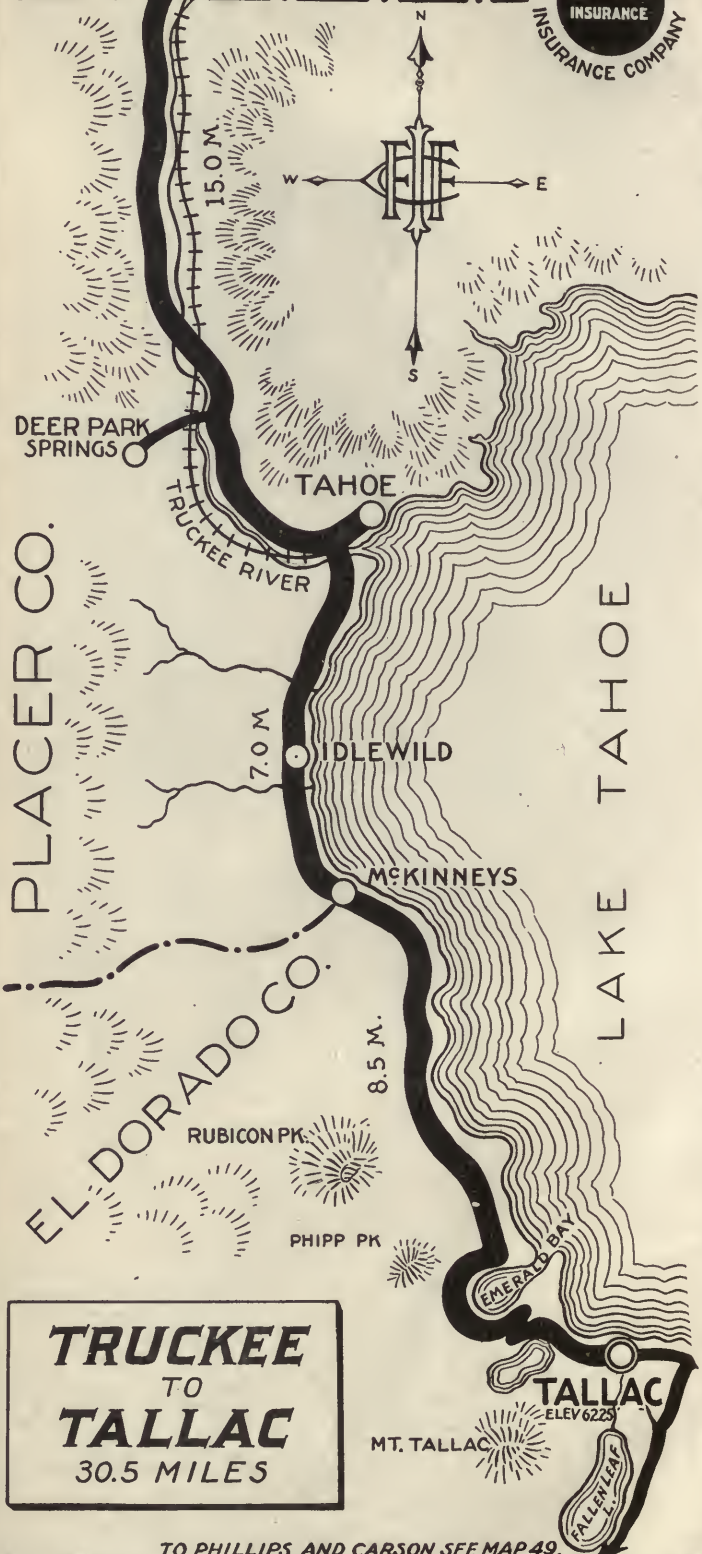 INSURANCE
INSURANCE COMPANY
N
W
E
S
15.0 M
DEER PARK
SPRINGS
TAHOE
TRUCKEE RIVER
PLACER CO.
7.0 M
IDLEWILD
LAKE TAHOE
McKINNEYS
EL DORADO CO.
8.5 M.
RUBICON PK.
PHIPP PK
EMERALD BAY
TRUCKEE
TO
TALLAC
30.5 MILES
TALLAC
ELEV 6225
MT. TALLAC
FALLEN LEAF
L.
TO PHILLIPS AND CARSON SEE MAP 49.